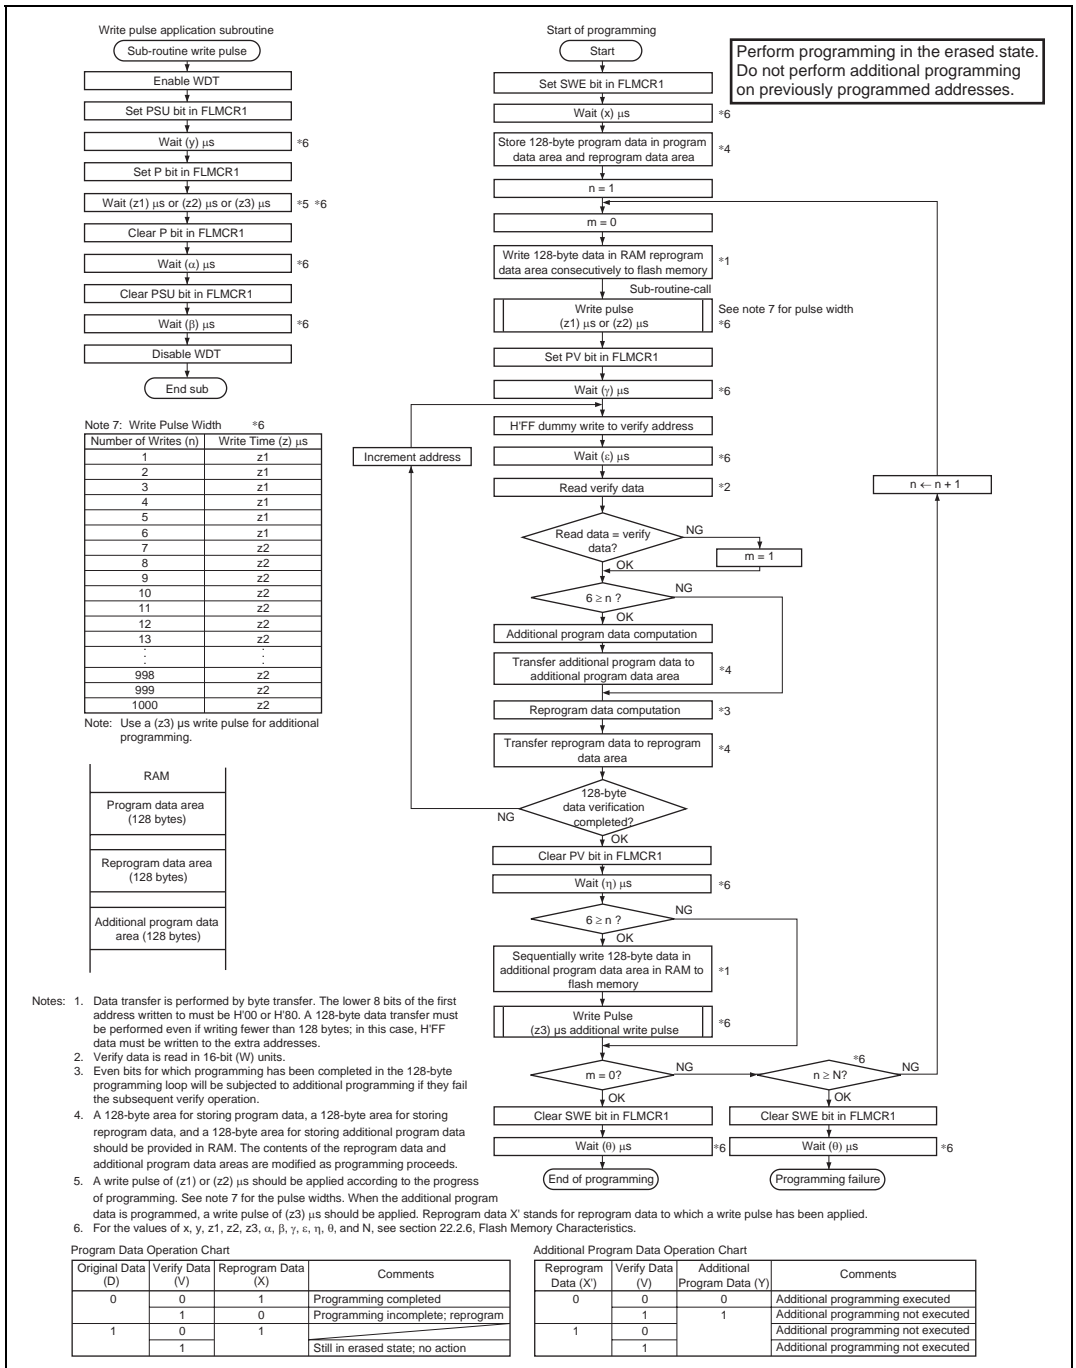 Write pulse application subroutine
Sub-routine write pulse
Enable WDT
Set PSU bit in FLMCR1
Wait (y) μs *6
Set P bit in FLMCR1
Wait (z1) μs or (z2) μs or (z3) μs *5 *6
Clear P bit in FLMCR1
Wait (α) μs *6
Clear PSU bit in FLMCR1
Wait (β) μs *6
Disable WDT
End sub
Note 7: Write Pulse Width *6
Number of Writes (n) Write Time (z) μs
1 z1
2 z1
3 z1
4 z1
5 z1
6 z1
7 z2
8 z2
9 z2
10 z2
11 z2
12 z2
13 z2
⋮ ⋮
998 z2
999 z2
1000 z2
Note: Use a (z3) μs write pulse for additional
programming.
RAM
Program data area
(128 bytes)
Reprogram data area
(128 bytes)
Additional program data
area (128 bytes)
Start of programming
Start
Perform programming in the erased state.
Do not perform additional programming
on previously programmed addresses.
Set SWE bit in FLMCR1
Wait (x) μs *6
Store 128-byte program data in program
data area and reprogram data area *4
n = 1
m = 0
Write 128-byte data in RAM reprogram
data area consecutively to flash memory *1
Sub-routine-call
Write pulse
(z1) μs or (z2) μs
See note 7 for pulse width
*6
Set PV bit in FLMCR1
Wait (γ) μs *6
H'FF dummy write to verify address
Increment address
Wait (ε) μs *6
Read verify data *2
n ← n + 1
Read data = verify
data?
NG
m = 1
OK
6 ≥ n ?
NG
OK
Additional program data computation
Transfer additional program data to
additional program data area *4
Reprogram data computation *3
Transfer reprogram data to reprogram
data area *4
128-byte
data verification
completed?
NG
OK
Clear PV bit in FLMCR1
Wait (η) μs *6
6 ≥ n ?
NG
OK
Sequentially write 128-byte data in
additional program data area in RAM to
flash memory *1
Write Pulse
(z3) μs additional write pulse *6
m = 0?
NG
*6
n ≥ N?
NG
OK
OK
Clear SWE bit in FLMCR1
Clear SWE bit in FLMCR1
Wait (θ) μs *6
Wait (θ) μs *6
End of programming
Programming failure
Notes: 1. Data transfer is performed by byte transfer. The lower 8 bits of the first
address written to must be H'00 or H'80. A 128-byte data transfer must
be performed even if writing fewer than 128 bytes; in this case, H'FF
data must be written to the extra addresses.
2. Verify data is read in 16-bit (W) units.
3. Even bits for which programming has been completed in the 128-byte
programming loop will be subjected to additional programming if they fail
the subsequent verify operation.
4. A 128-byte area for storing program data, a 128-byte area for storing
reprogram data, and a 128-byte area for storing additional program data
should be provided in RAM. The contents of the reprogram data and
additional program data areas are modified as programming proceeds.
5. A write pulse of (z1) or (z2) μs should be applied according to the progress
of programming. See note 7 for the pulse widths. When the additional program
data is programmed, a write pulse of (z3) μs should be applied. Reprogram data X' stands for reprogram data to which a write pulse has been applied.
6. For the values of x, y, z1, z2, z3, α, β, γ, ε, η, θ, and N, see section 22.2.6, Flash Memory Characteristics.
Program Data Operation Chart
Original Data (D) Verify Data (V) Reprogram Data (X) Comments
0 0 1 Programming completed
1 0 Programming incomplete; reprogram
1 0 1
1 Still in erased state; no action
Additional Program Data Operation Chart
Reprogram Data (X') Verify Data (V) Additional Program Data (Y) Comments
0 0 0 Additional programming executed
1 1 Additional programming not executed
1 0 Additional programming not executed
1 Additional programming not executed